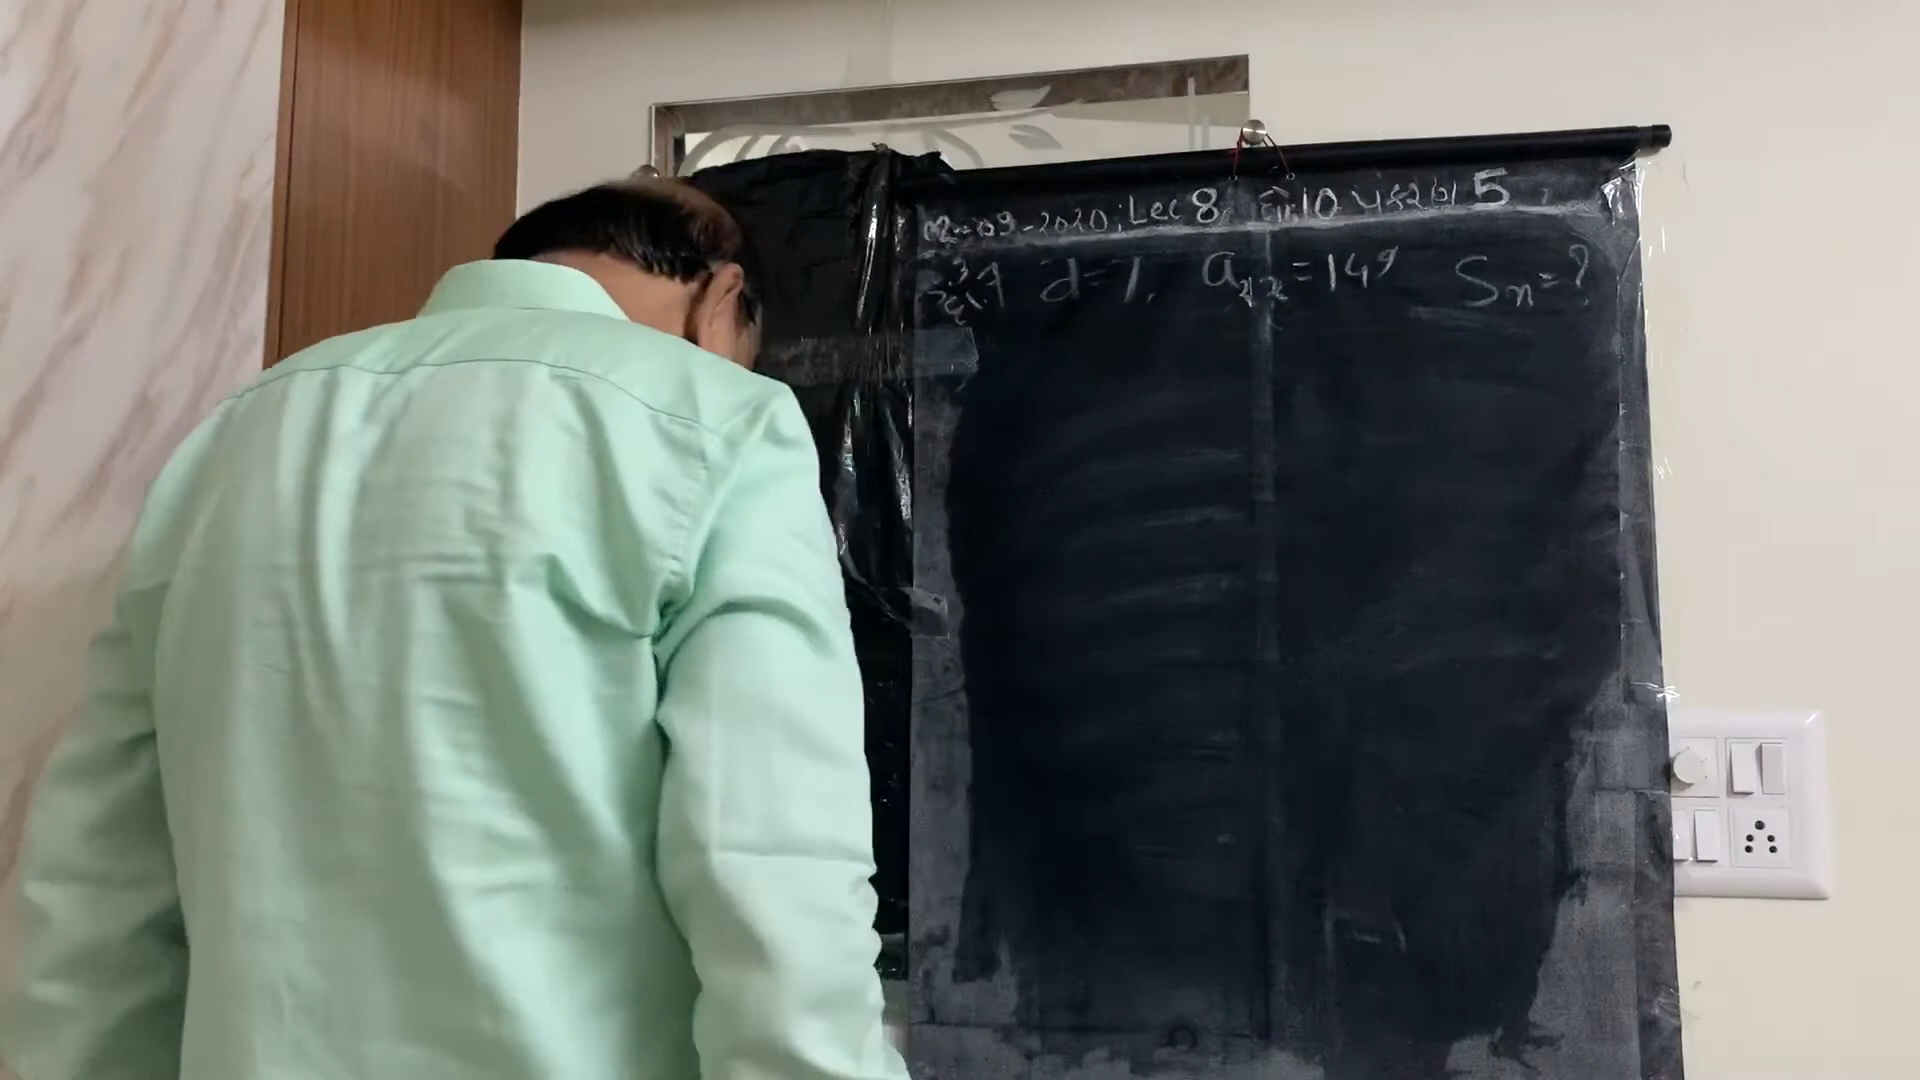 02-09-2020; Lec 8, ધો.10 પ્રકરણ 5
d = 7, a₂₂ = 149 Sn = ?